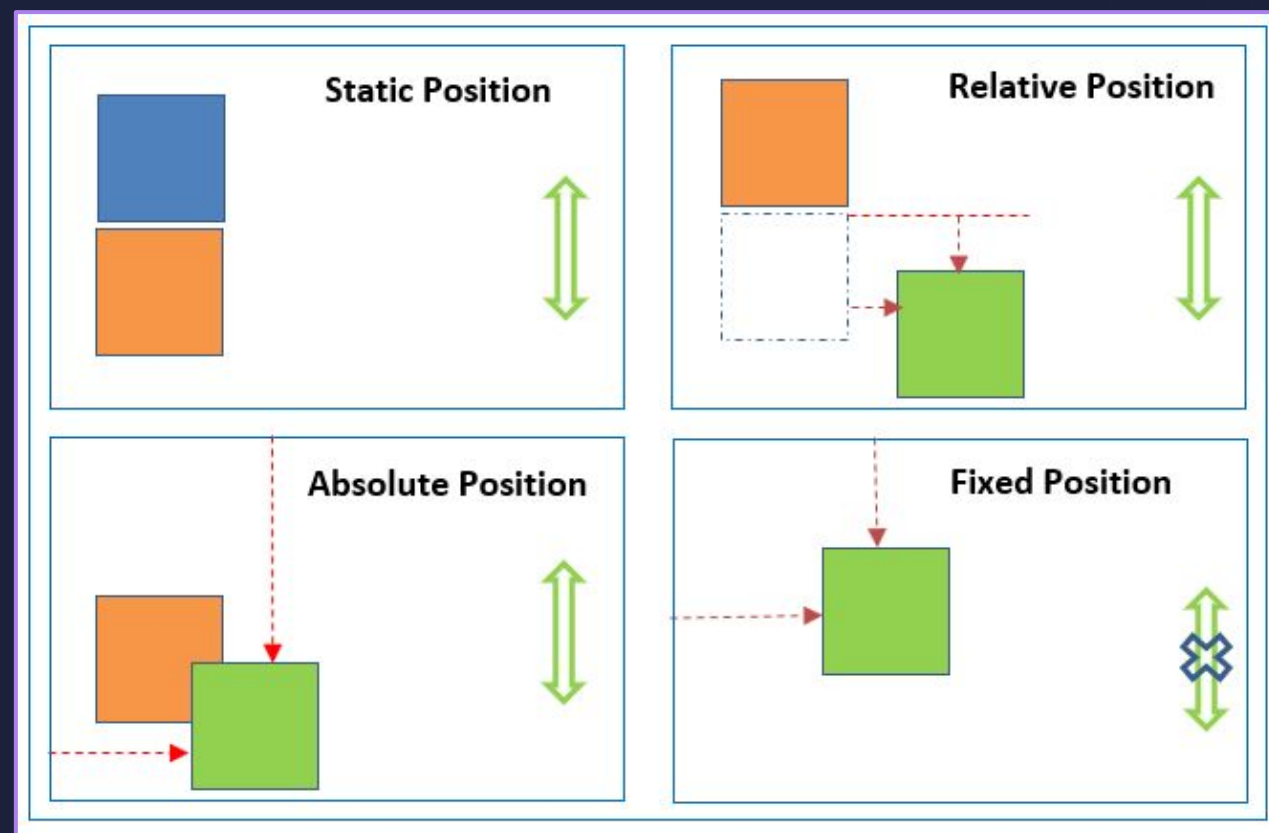 Static Position
Relative Position
Absolute Position
Fixed Position